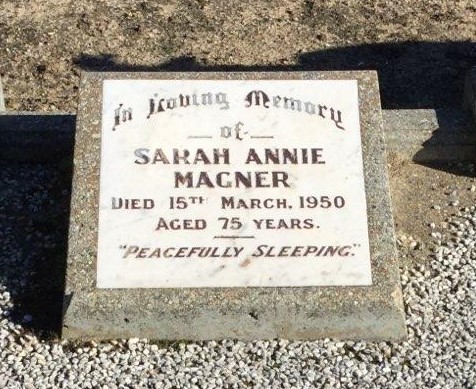 In Loving Memory
of
SARAH ANNIE
MAGNER
DIED 15TH MARCH, 1950
AGED 75 YEARS.
"PEACEFULLY SLEEPING."